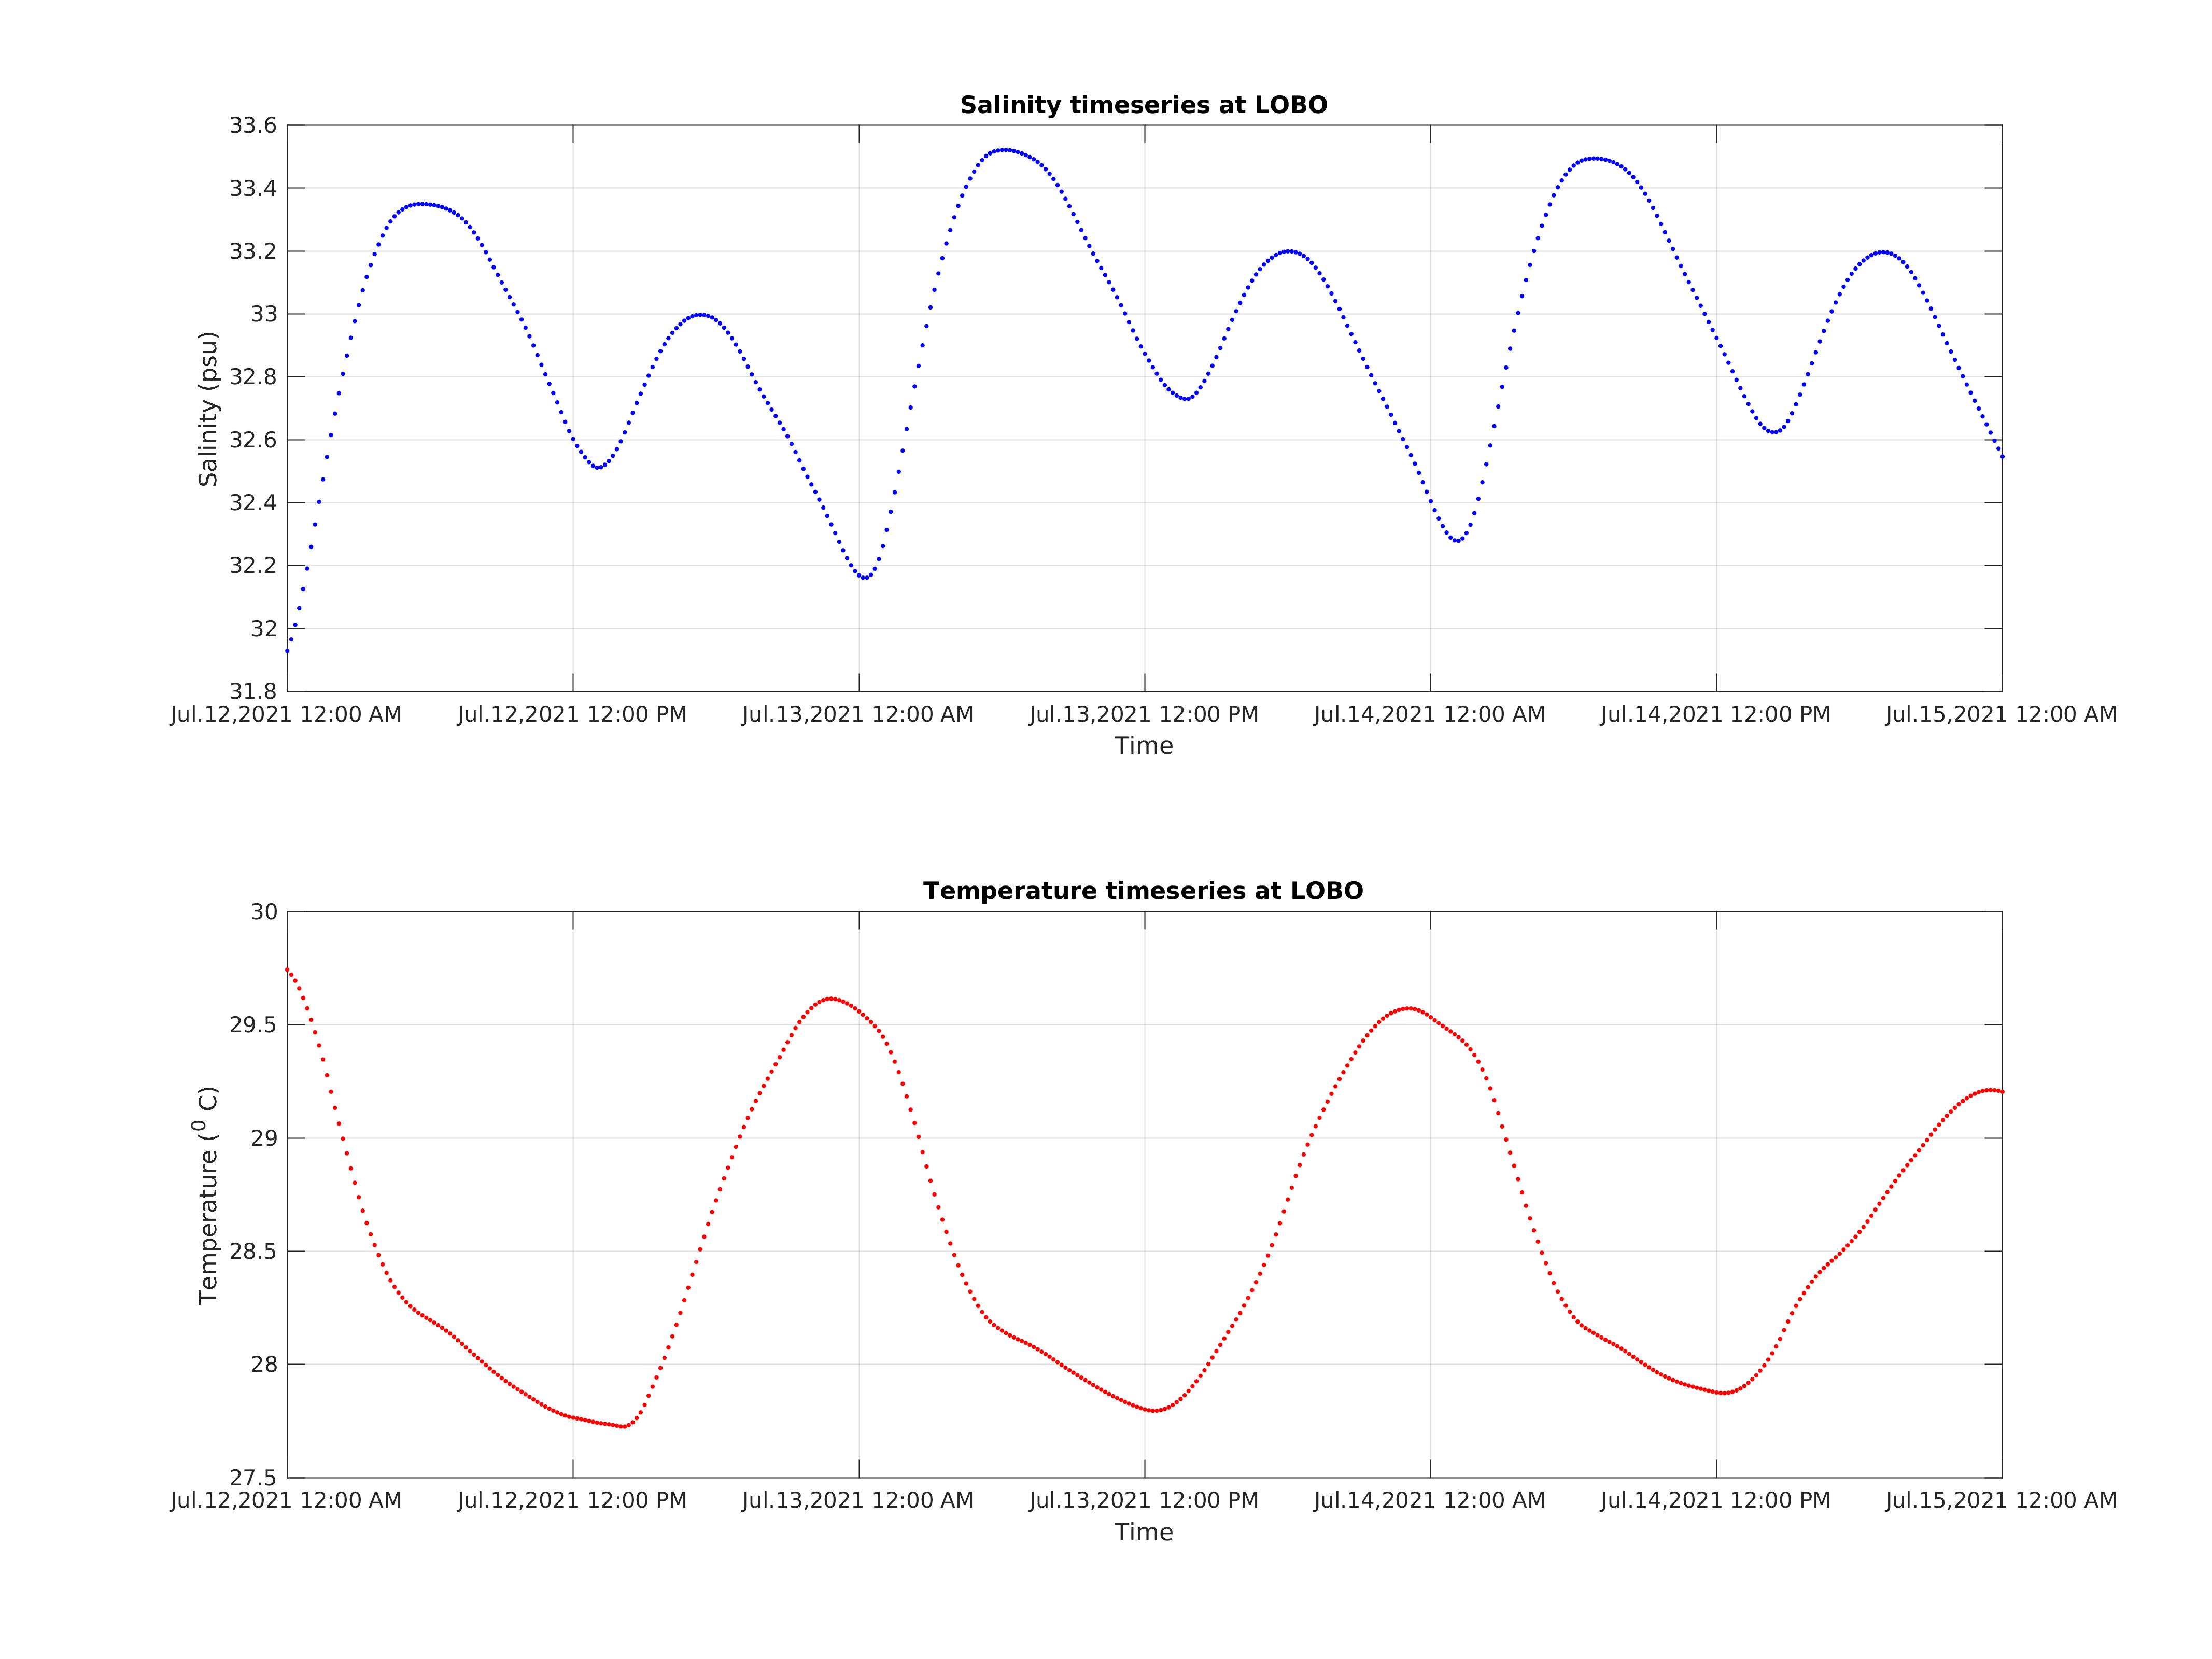 Salinity timeseries at LOBO
33.6
33.4
33.2
33
32.8
32.6
32.4
32.2
32
31.8
Salinity (psu)
Jul.12,2021 12:00 AM Jul.12,2021 12:00 PM Jul.13,2021 12:00 AM Jul.13,2021 12:00 PM Jul.14,2021 12:00 AM Jul.14,2021 12:00 PM Jul.15,2021 12:00 AM
Time
Temperature timeseries at LOBO
30
29.5
29
28.5
28
27.5
Temperature (⁰ C)
Jul.12,2021 12:00 AM Jul.12,2021 12:00 PM Jul.13,2021 12:00 AM Jul.13,2021 12:00 PM Jul.14,2021 12:00 AM Jul.14,2021 12:00 PM Jul.15,2021 12:00 AM
Time